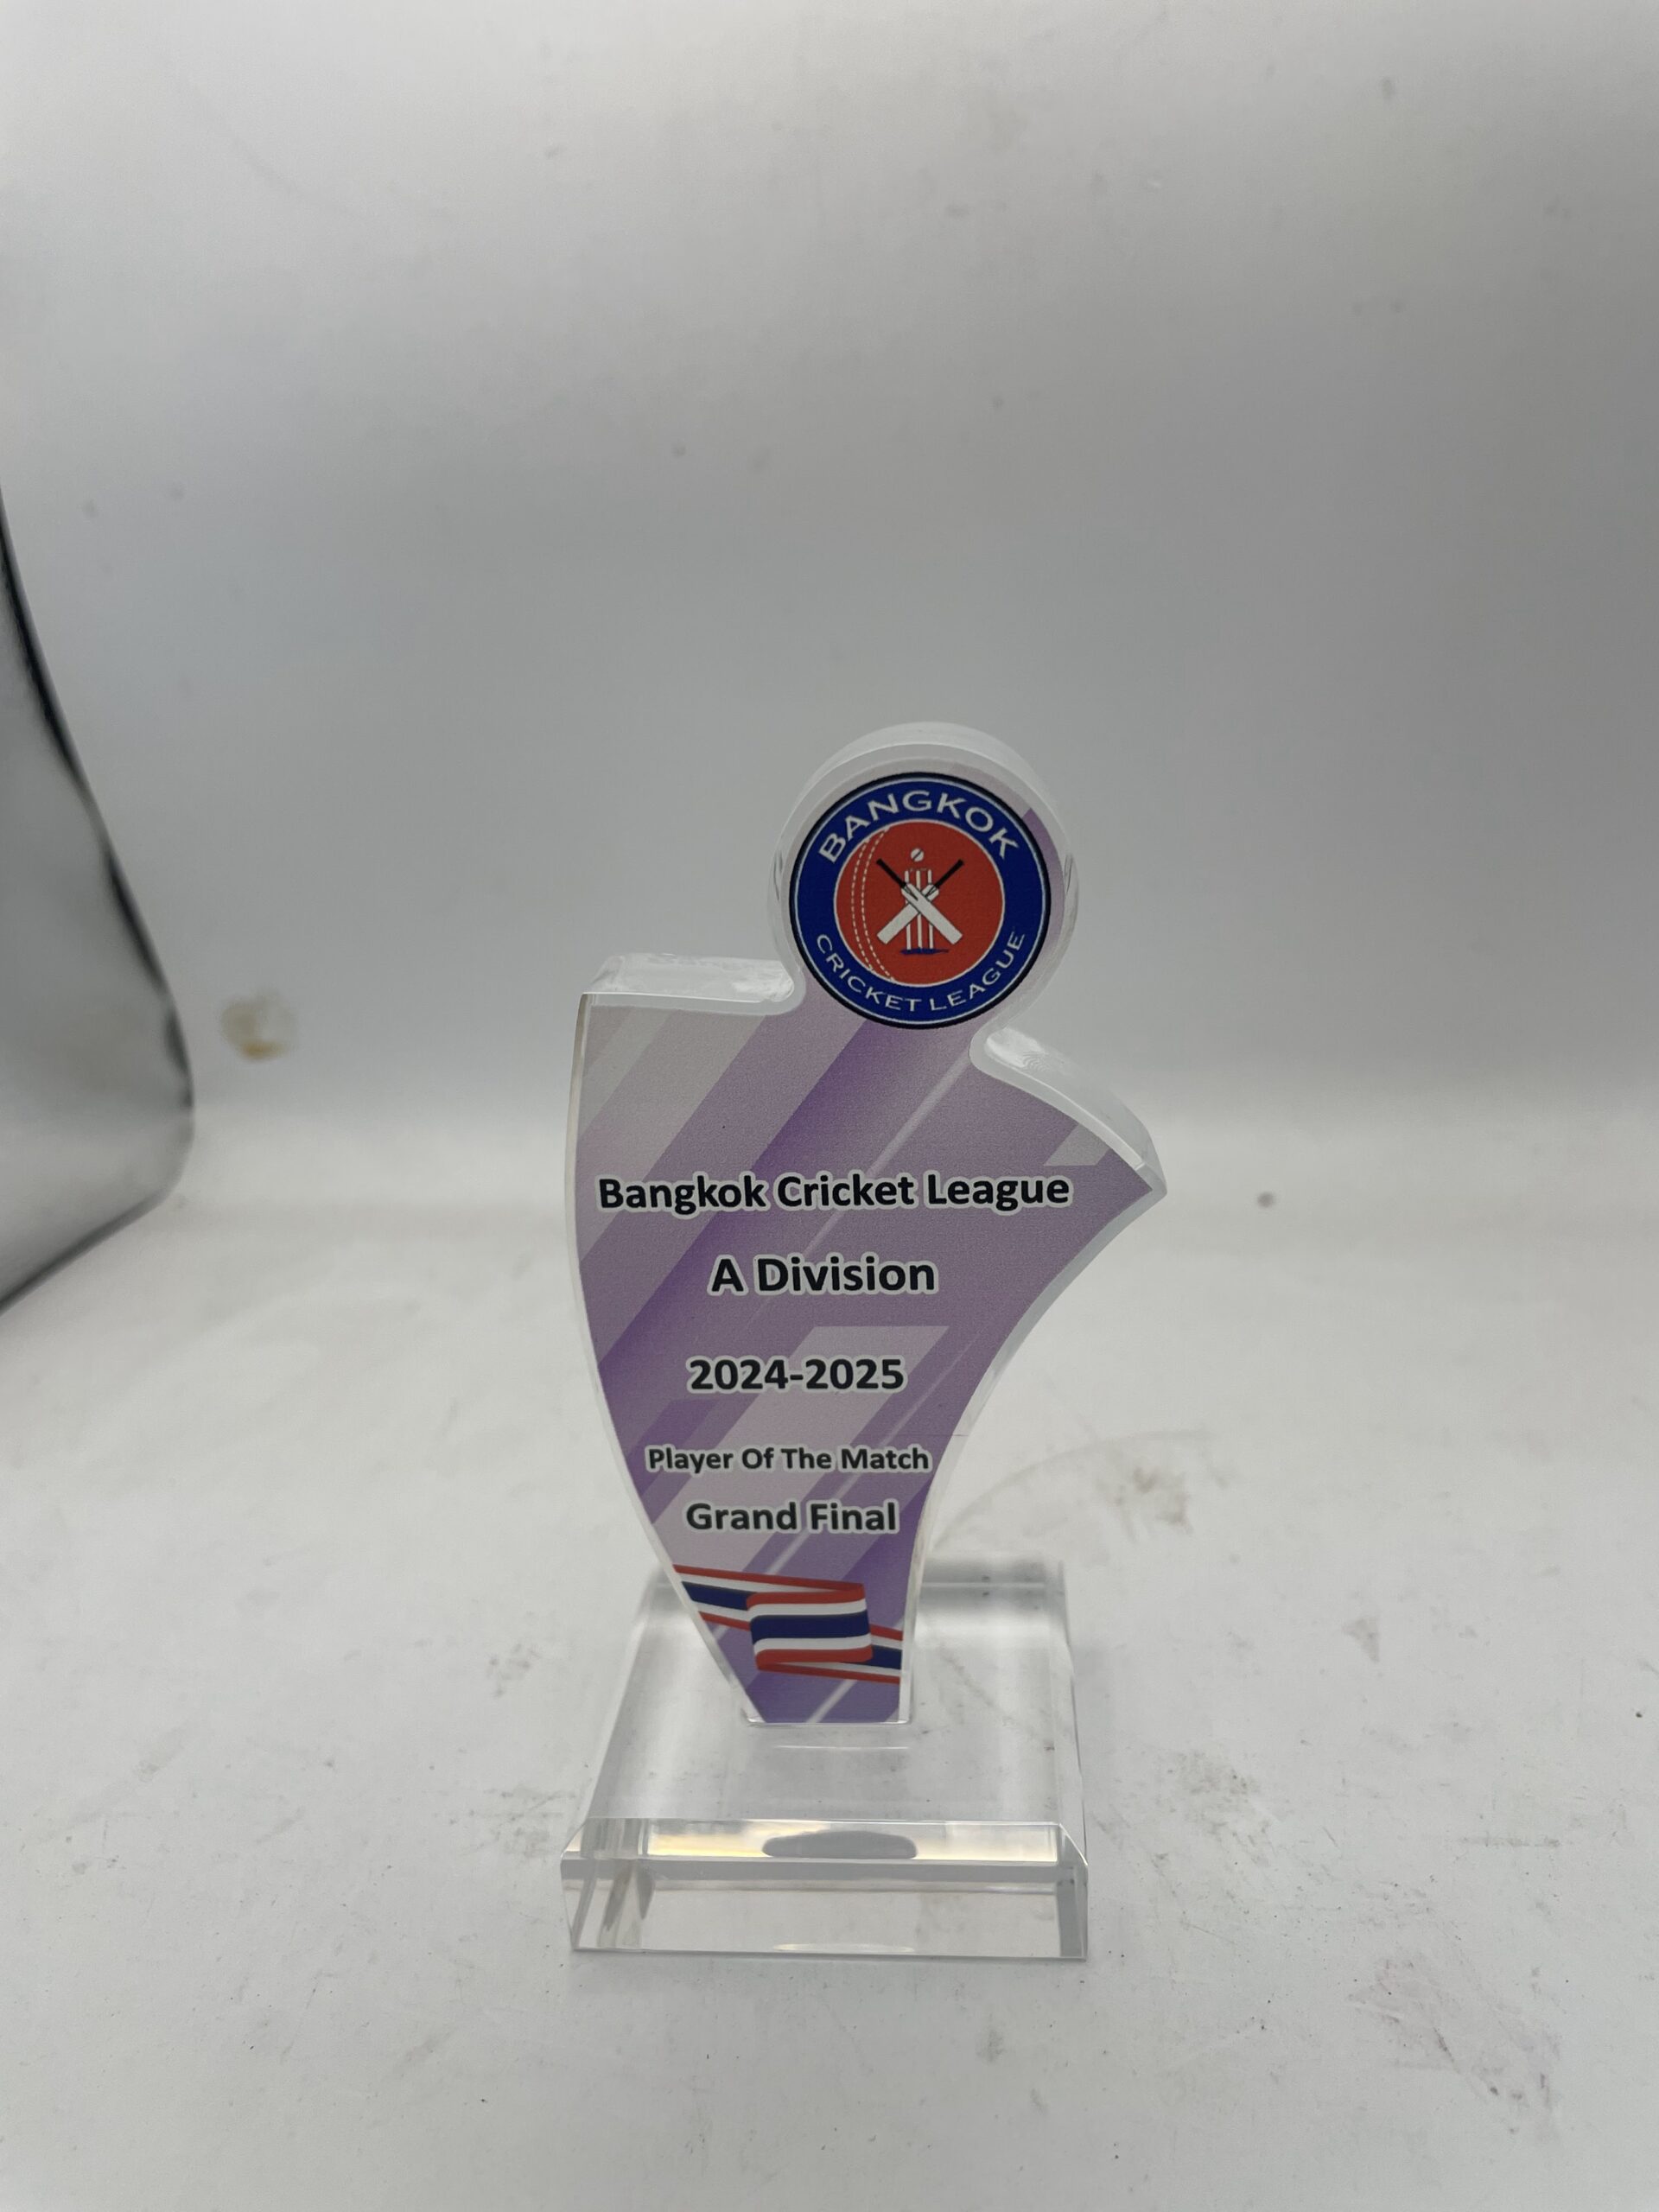 BANGKOK
CRICKET LEAGUE
Bangkok Cricket League
A Division
2024-2025
Player Of The Match
Grand Final